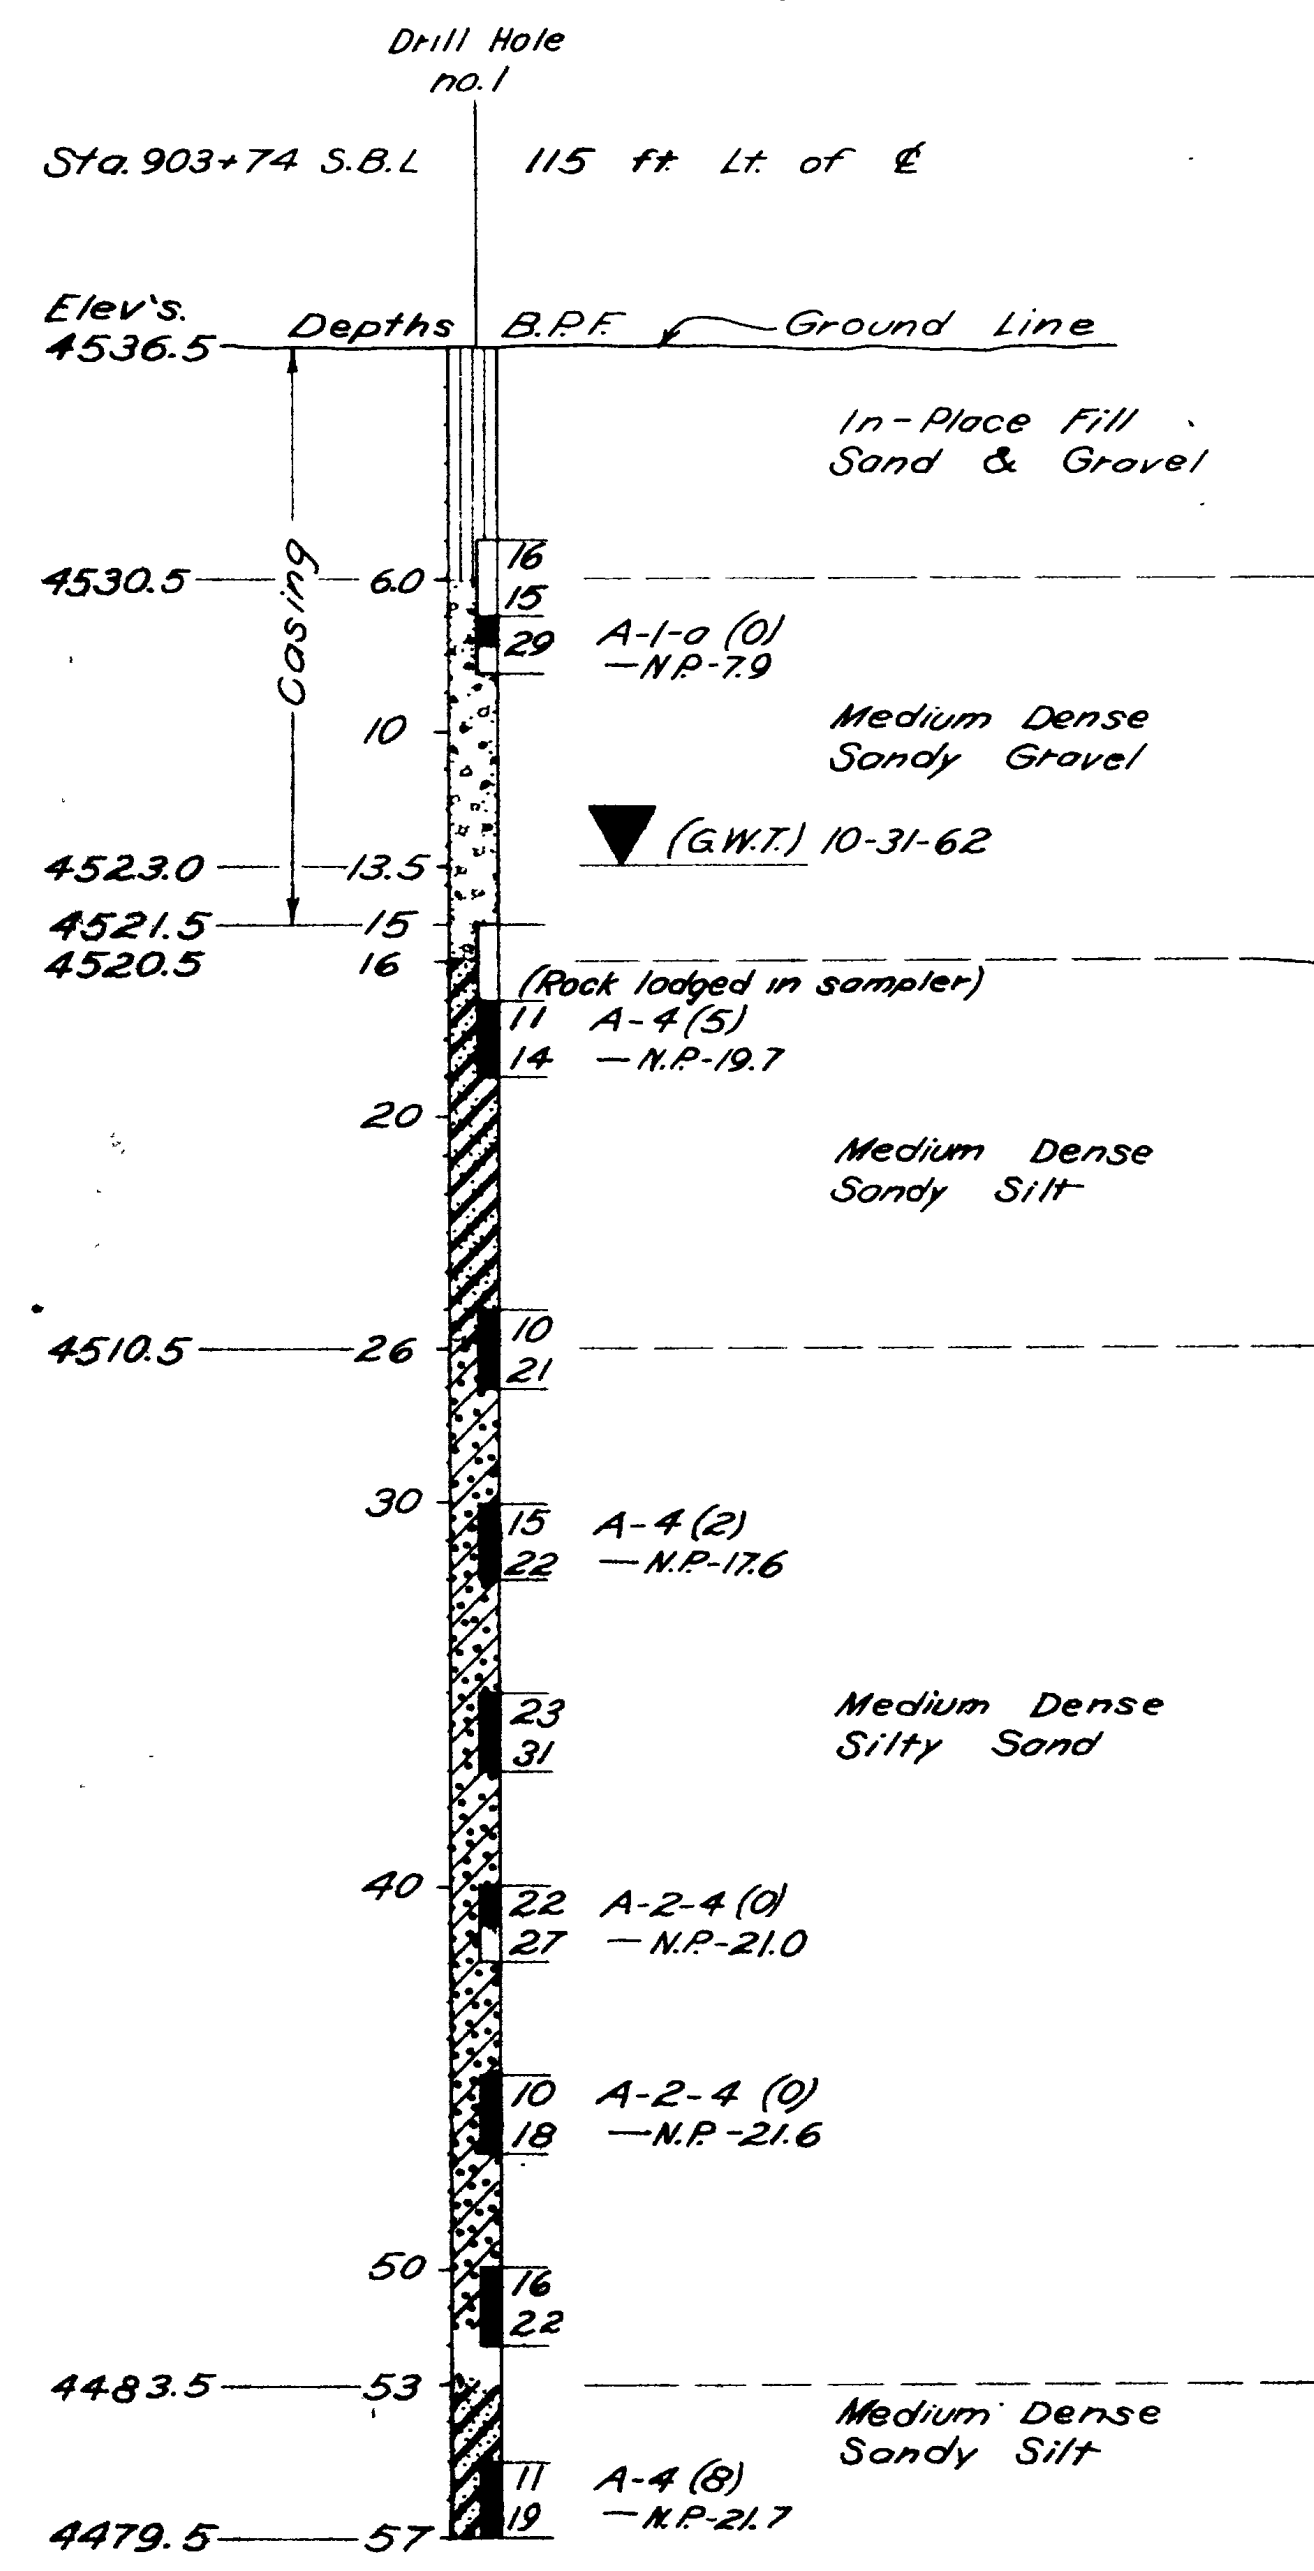 Drill Hole
no. 1
Sta. 903+74 S.B.L 115 ft. Lt. of ℄
Elev's.
4536.5 Depths B.P.F. Ground Line
In-Place Fill
Sand & Gravel
Casing
16
4530.5 6.0
15
29 A-1-a (0)
—N.P.-7.9
10 Medium Dense
Sandy Gravel
(G.W.T.) 10-31-62
4523.0 13.5
4521.5 15
4520.5 16
(Rock lodged in sampler)
11 A-4(5)
14 —N.P.-19.7
20
Medium Dense
Sandy Silt
10
4510.5 26
21
30
15 A-4(2)
22 —N.P.-17.6
23 Medium Dense
31 Silty Sand
40
22 A-2-4(0)
27 —N.P.-21.0
10 A-2-4 (0)
18 —N.P.-21.6
50
16
22
4483.5 53
Medium Dense
Sandy Silt
11 A-4(8)
19 —N.P.-21.7
4479.5 57